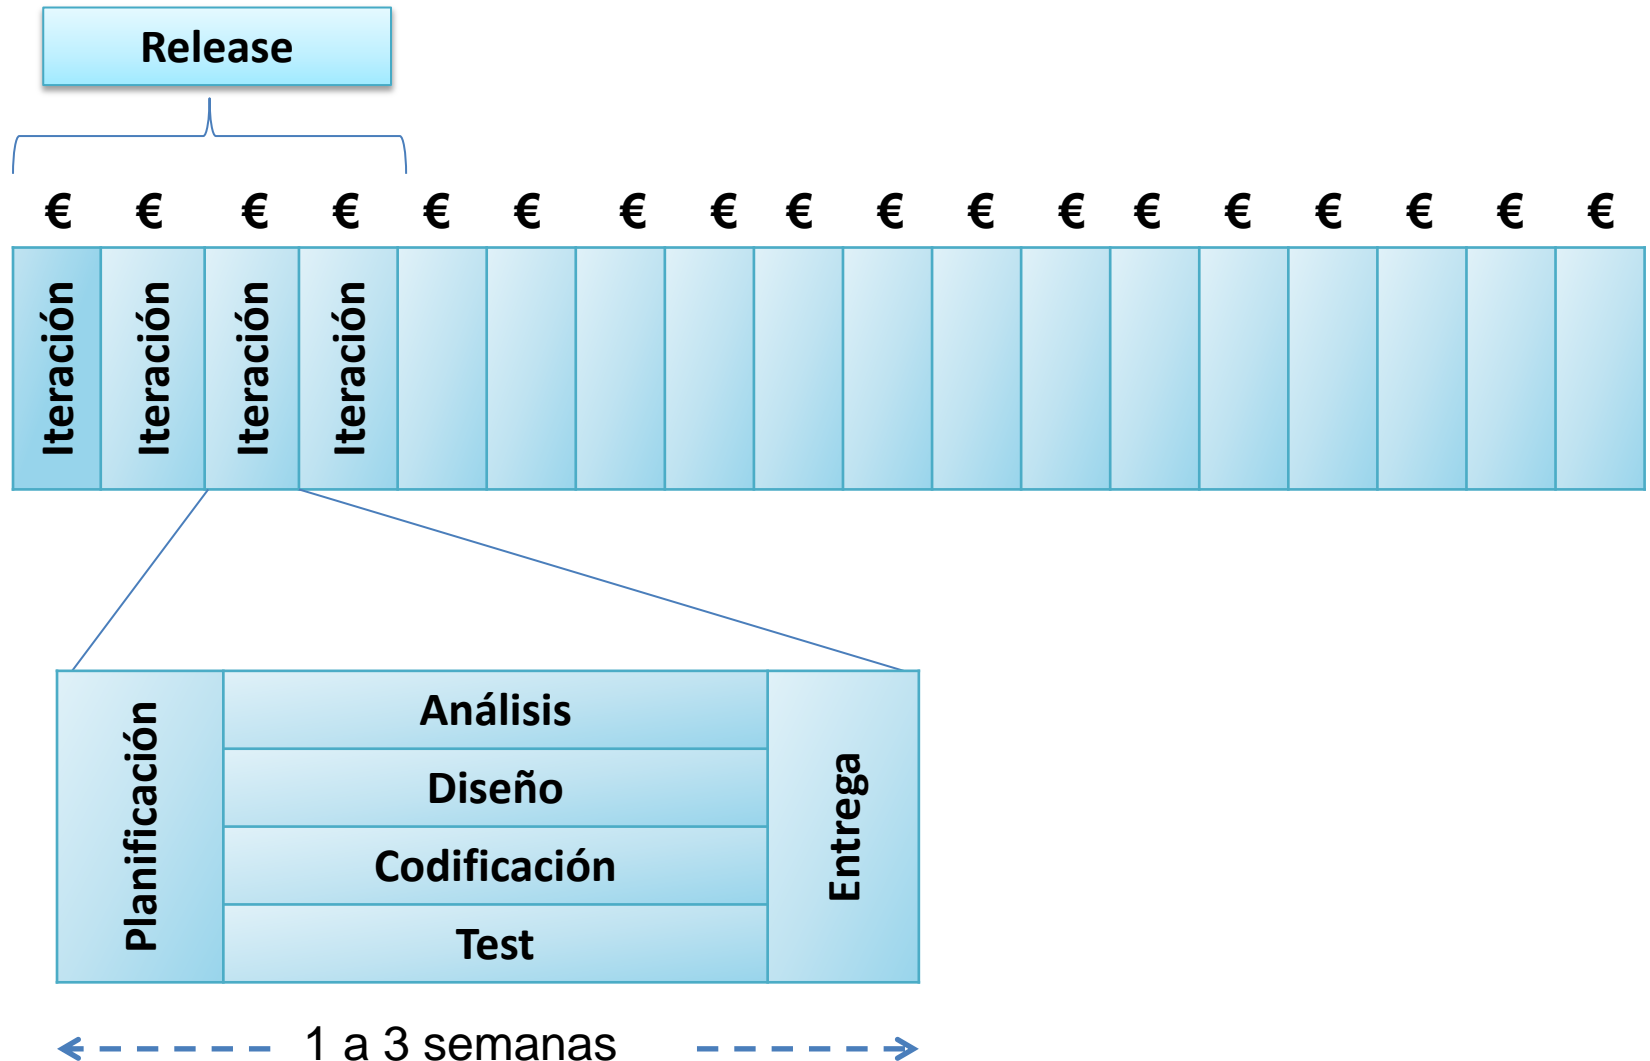 Release
€ € € € € € € € € € € € € € € € € €
Iteración
Iteración
Iteración
Iteración
Planificación
Análisis
Diseño
Codificación
Test
Entrega
1 a 3 semanas